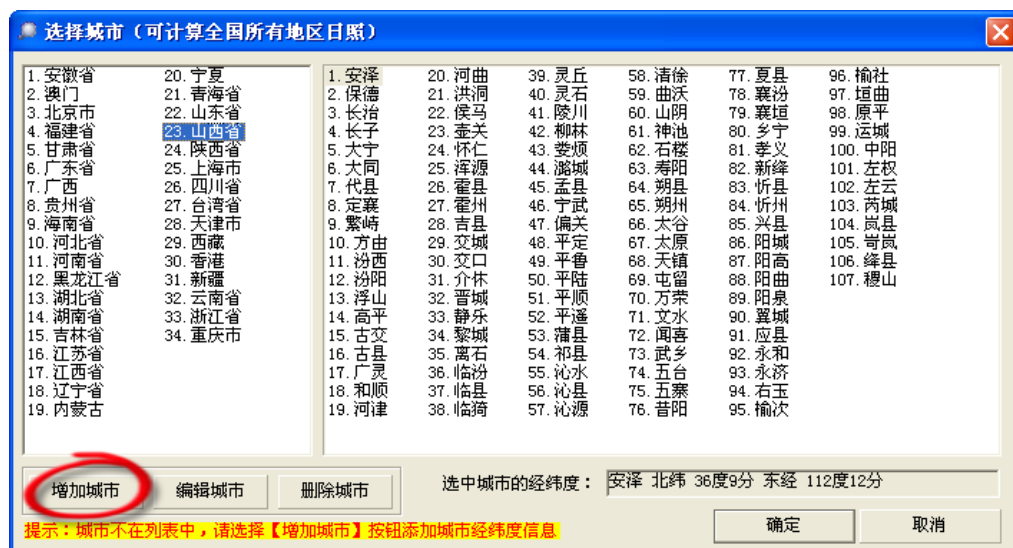 选择城市（可计算全国所有地区日照）
1. 安徽省
2. 澳门
3. 北京市
4. 福建省
5. 甘肃省
6. 广东省
7. 广西
8. 贵州省
9. 海南省
10. 河北省
11. 河南省
12. 黑龙江省
13. 湖北省
14. 湖南省
15. 吉林省
16. 江苏省
17. 江西省
18. 辽宁省
19. 内蒙古
20. 宁夏
21. 青海省
22. 山东省
23. 山西省
24. 陕西省
25. 上海市
26. 四川省
27. 台湾省
28. 天津市
29. 西藏
30. 香港
31. 新疆
32. 云南省
33. 浙江省
34. 重庆市
1. 安泽
2. 保德
3. 长治
4. 长子
5. 大宁
6. 大同
7. 代县
8. 定襄
9. 繁峙
10. 方山
11. 汾西
12. 汾阳
13. 浮山
14. 高平
15. 古交
16. 古县
17. 广灵
18. 和顺
19. 河津
20. 河曲
21. 洪洞
22. 侯马
23. 壶关
24. 怀仁
25. 浑源
26. 霍县
27. 霍州
28. 吉县
29. 交城
30. 交口
31. 介休
32. 晋城
33. 静乐
34. 黎城
35. 离石
36. 临汾
37. 临县
38. 临猗
39. 灵丘
40. 灵石
41. 陵川
42. 柳林
43. 娄烦
44. 潞城
45. 孟县
46. 宁武
47. 偏关
48. 平定
49. 平鲁
50. 平陆
51. 平顺
52. 平遥
53. 蒲县
54. 祁县
55. 沁水
56. 沁县
57. 沁源
58. 清徐
59. 曲沃
60. 山阴
61. 神池
62. 石楼
63. 寿阳
64. 朔县
65. 朔州
66. 太谷
67. 太原
68. 天镇
69. 屯留
70. 万荣
71. 文水
72. 闻喜
73. 武乡
74. 五台
75. 五寨
76. 昔阳
77. 夏县
78. 襄汾
79. 襄垣
80. 乡宁
81. 孝义
82. 新绛
83. 忻县
84. 忻州
85. 兴县
86. 阳城
87. 阳高
88. 阳曲
89. 阳泉
90. 翼城
91. 应县
92. 永和
93. 永济
94. 右玉
95. 榆次
96. 榆社
97. 垣曲
98. 原平
99. 运城
100. 中阳
101. 左权
102. 左云
103. 芮城
104. 岚县
105. 岢岚
106. 绛县
107. 稷山
增加城市
编辑城市
删除城市
选中城市的经纬度：
安泽 北纬 36度9分 东经 112度12分
提示：城市不在列表中，请选择【增加城市】按钮添加城市经纬度信息
确定
取消